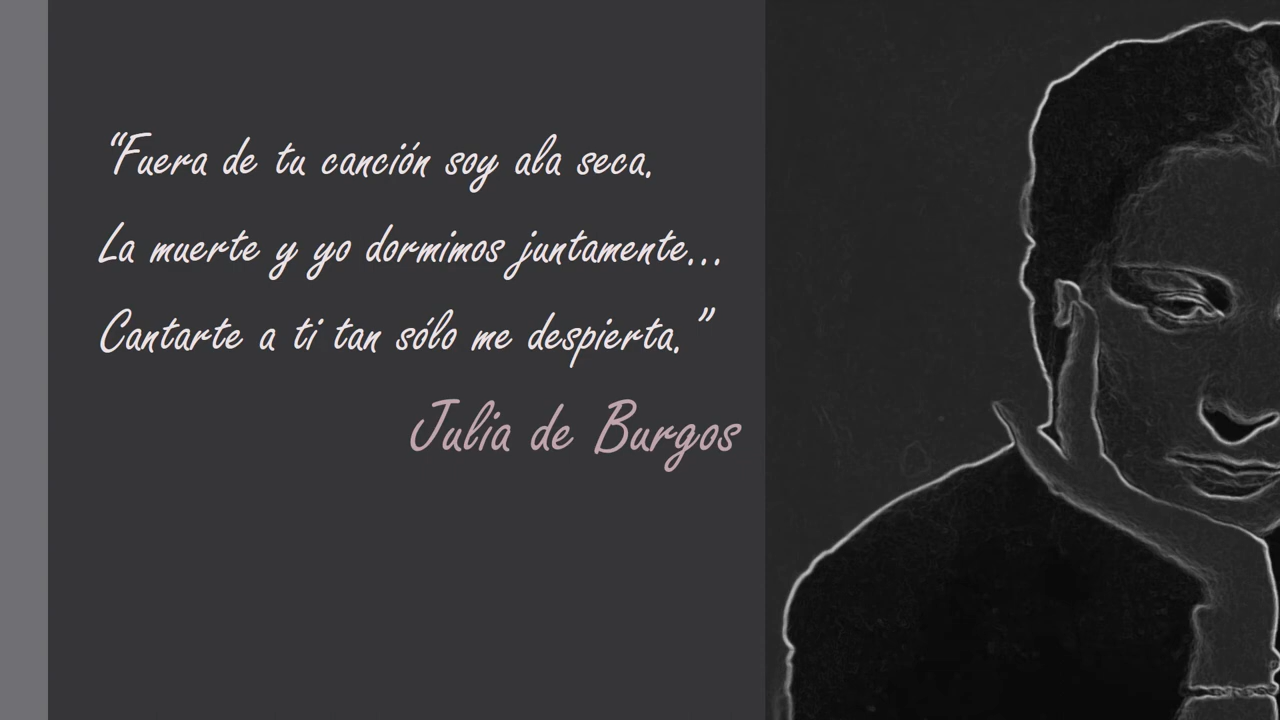 “Fuera de tu canción soy ala seca.
La muerte y yo dormimos juntamente...
Cantarte a ti tan sólo me despierta.”
Julia de Burgos